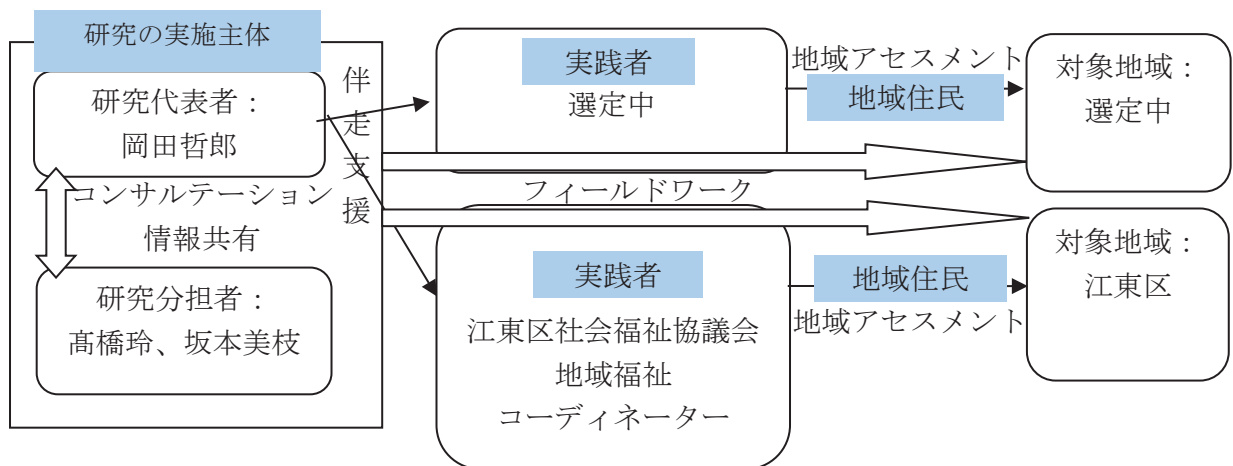 研究の実施主体
研究代表者：
岡田哲郎
コンサルテーション
情報共有
研究分担者：
髙橋玲、坂本美枝
伴走支援
実践者
選定中
フィールドワーク
実践者
江東区社会福祉協議会
地域福祉
コーディネーター
地域アセスメント
地域住民
地域住民
地域アセスメント
対象地域：
選定中
対象地域：
江東区